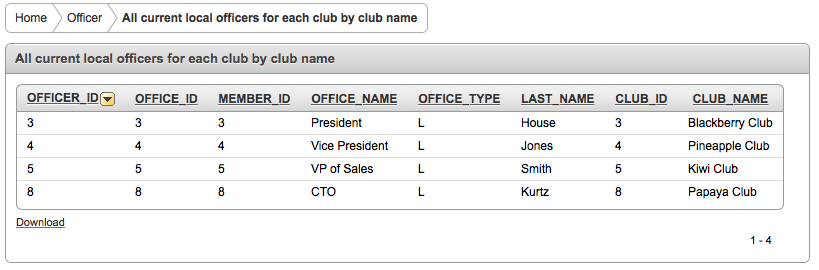 Home Officer All current local officers for each club by club name
All current local officers for each club by club name
OFFICER_ID OFFICE_ID MEMBER_ID OFFICE_NAME OFFICE_TYPE LAST_NAME CLUB_ID CLUB_NAME
3 3 3 President L House 3 Blackberry Club
4 4 4 Vice President L Jones 4 Pineapple Club
5 5 5 VP of Sales L Smith 5 Kiwi Club
8 8 8 CTO L Kurtz 8 Papaya Club
Download
1 - 4